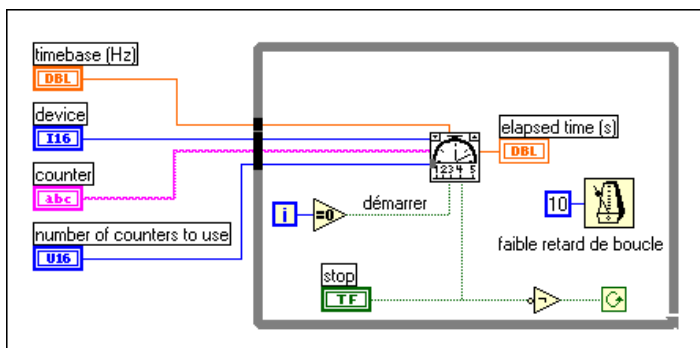 timebase (Hz)
DBL
device
I16
counter
abc
number of counters to use
U16
1 2 3 4 5
elapsed time (s)
DBL
i
=0
démarrer
10
faible retard de boucle
stop
TF